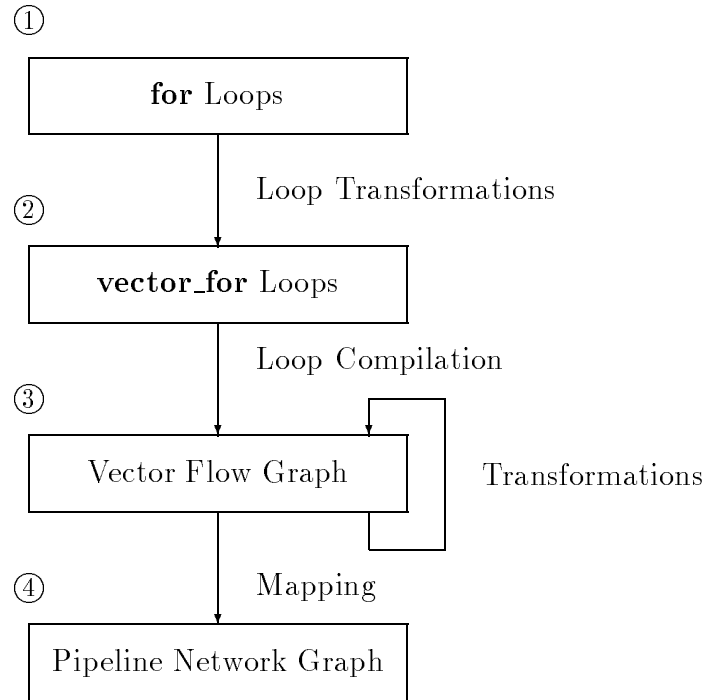 ①
for Loops
Loop Transformations
②
vector_for Loops
Loop Compilation
③
Vector Flow Graph
Transformations
Mapping
④
Pipeline Network Graph